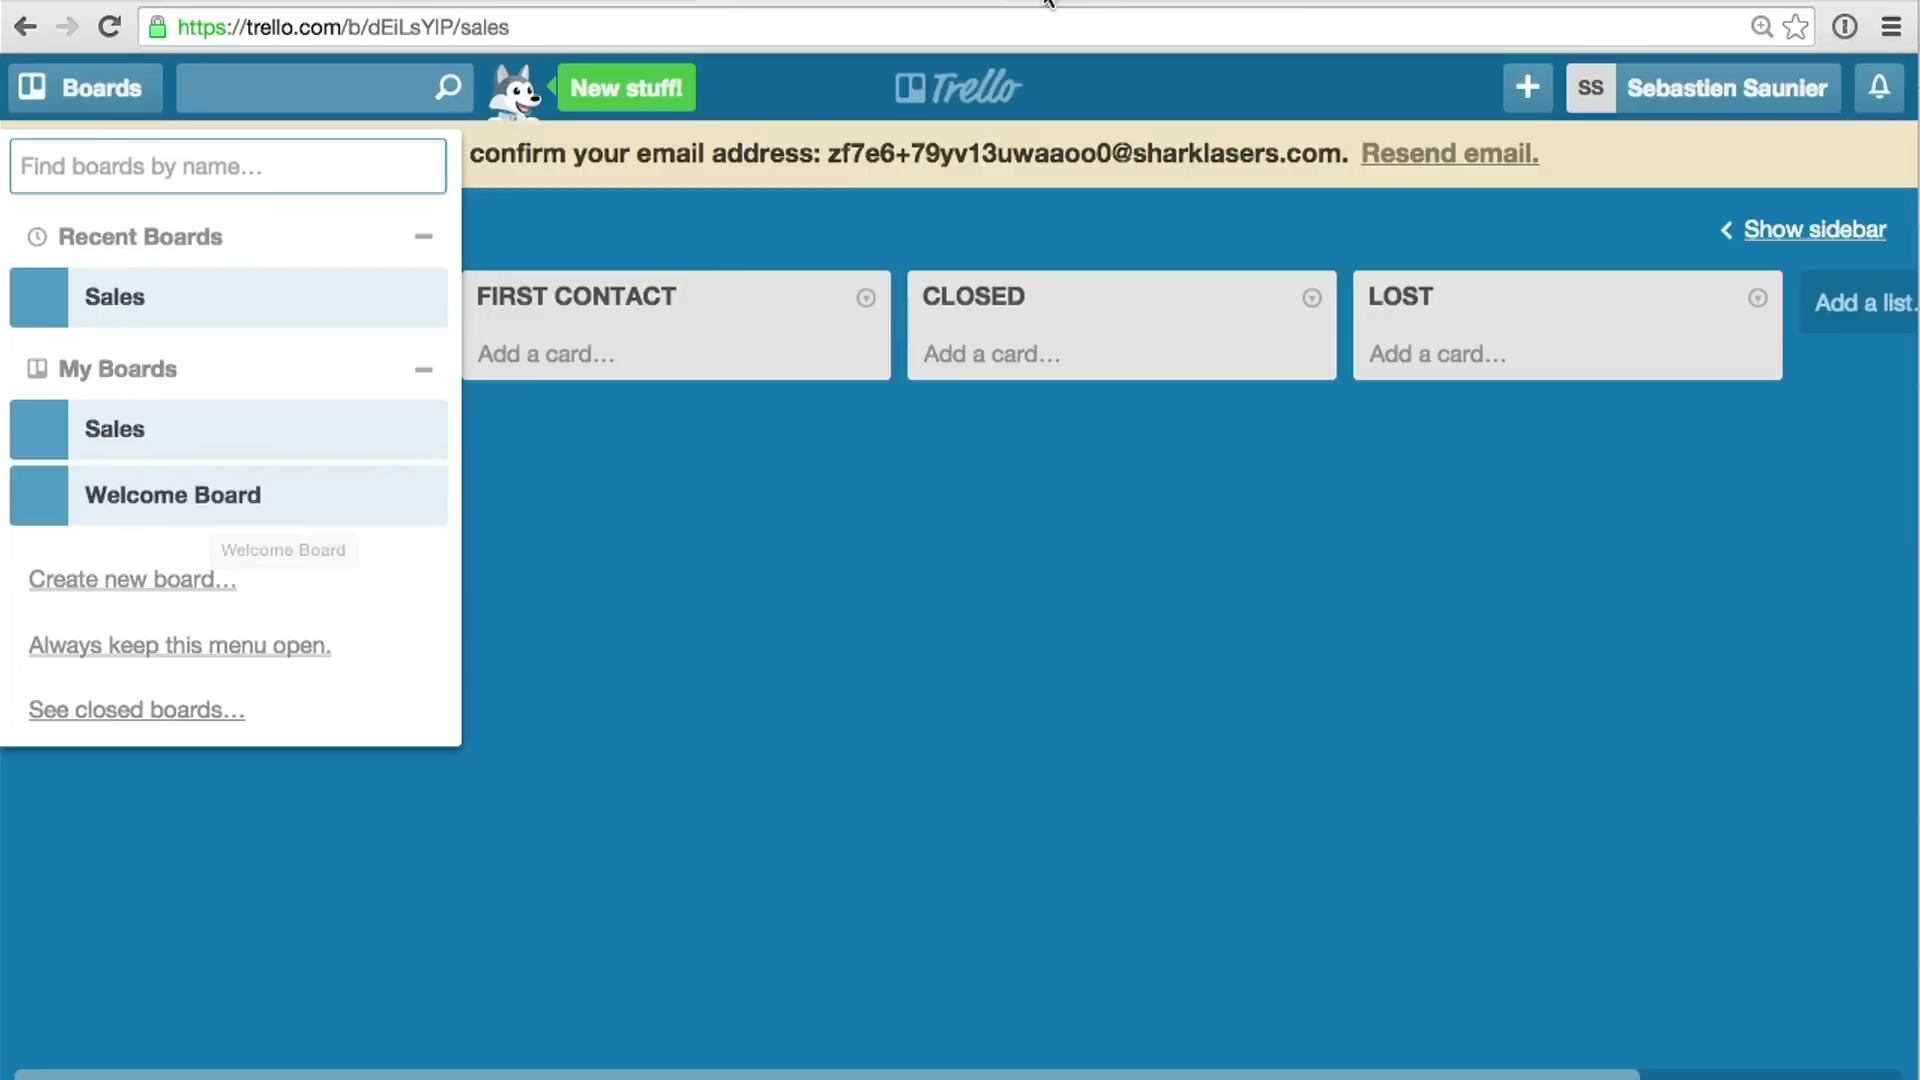 https://trello.com/b/dEiLsYlP/sales
Boards
New stuff!
Trello
SS
Sebastien Saunier
Find boards by name…
confirm your email address: zf7e6+79yv13uwaaoo0@sharklasers.com. Resend email.
Recent Boards
Show sidebar
Sales
FIRST CONTACT
CLOSED
LOST
Add a list.
Add a card…
Add a card…
Add a card…
My Boards
Sales
Welcome Board
Welcome Board
Create new board…
Always keep this menu open.
See closed boards…